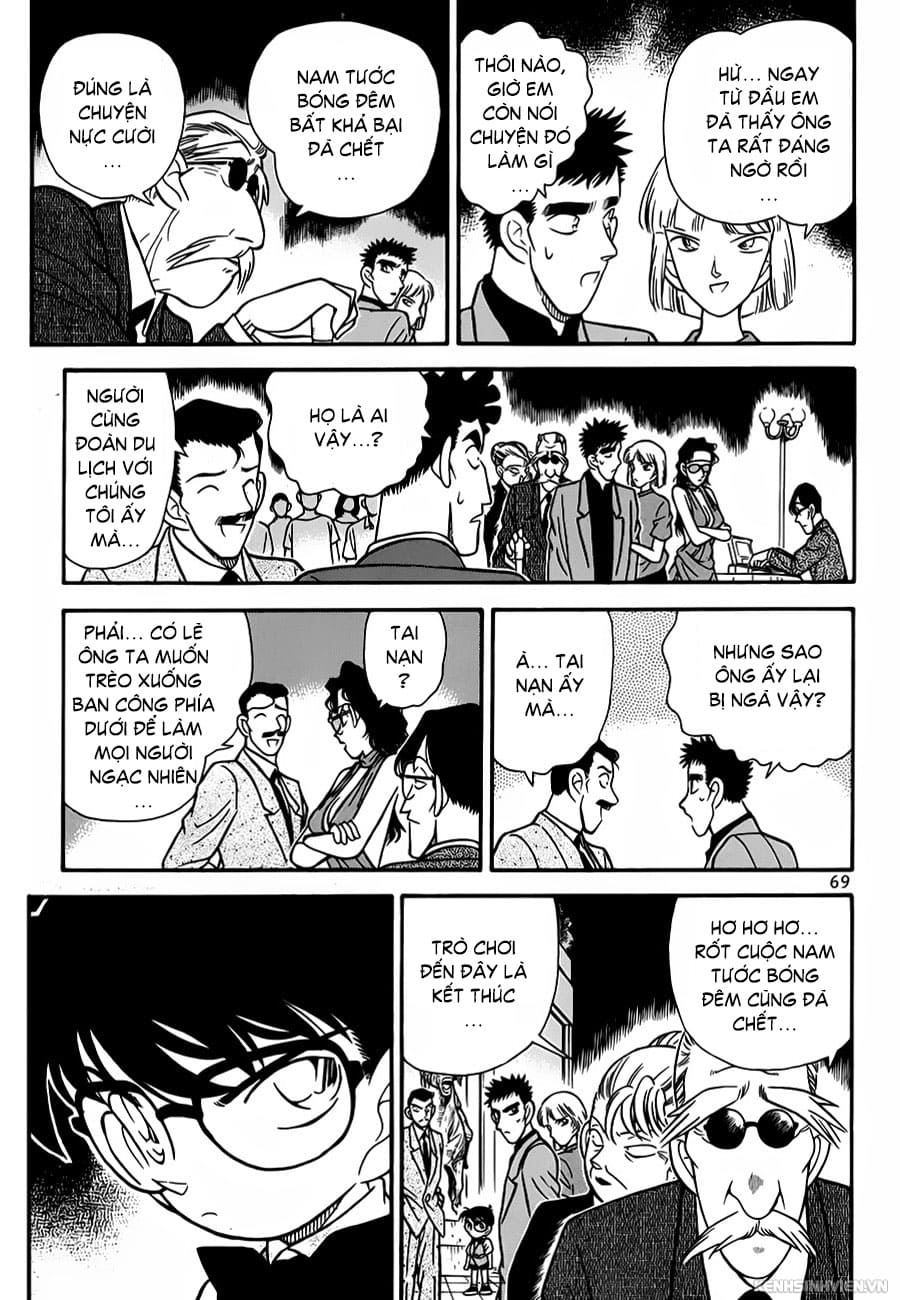 HỪ... NGAY
TỪ ĐẦU EM
ĐÃ THẤY ÔNG
TA RẤT ĐÁNG
NGỜ RỒI
...
THÔI NÀO,
GIỜ EM
CÒN NÓI
CHUYỆN ĐÓ
LÀM GÌ
...
NAM TƯỚC
BÓNG ĐÊM
BẤT KHẢ BẠI
ĐÃ CHẾT
...
ĐÚNG LÀ
CHUYỆN
NỰC CƯỜI
...
HỌ LÀ AI
VẬY...?
NGƯỜI
CÙNG
ĐOÀN DU
LỊCH VỚI
CHÚNG
TÔI ẤY
MÀ...
NHƯNG SAO
ÔNG ẤY LẠI
BỊ NGÃ VẬY?
À... TAI
NẠN ẤY
MÀ...
TAI
NẠN
?
PHẢI... CÓ LẼ
ÔNG TA MUỐN
TRÈO XUỐNG
BAN CÔNG PHÍA
DƯỚI ĐỂ LÀM
MỌI NGƯỜI
NGẠC NHIÊN
...
69
HƠ HƠ HƠ...
RỐT CUỘC NAM
TƯỚC BÓNG
ĐÊM CŨNG ĐÃ
CHẾT...
TRÒ CHƠI
ĐẾN ĐÂY LÀ
KẾT THÚC
...
KENHSINHVIEN.VN